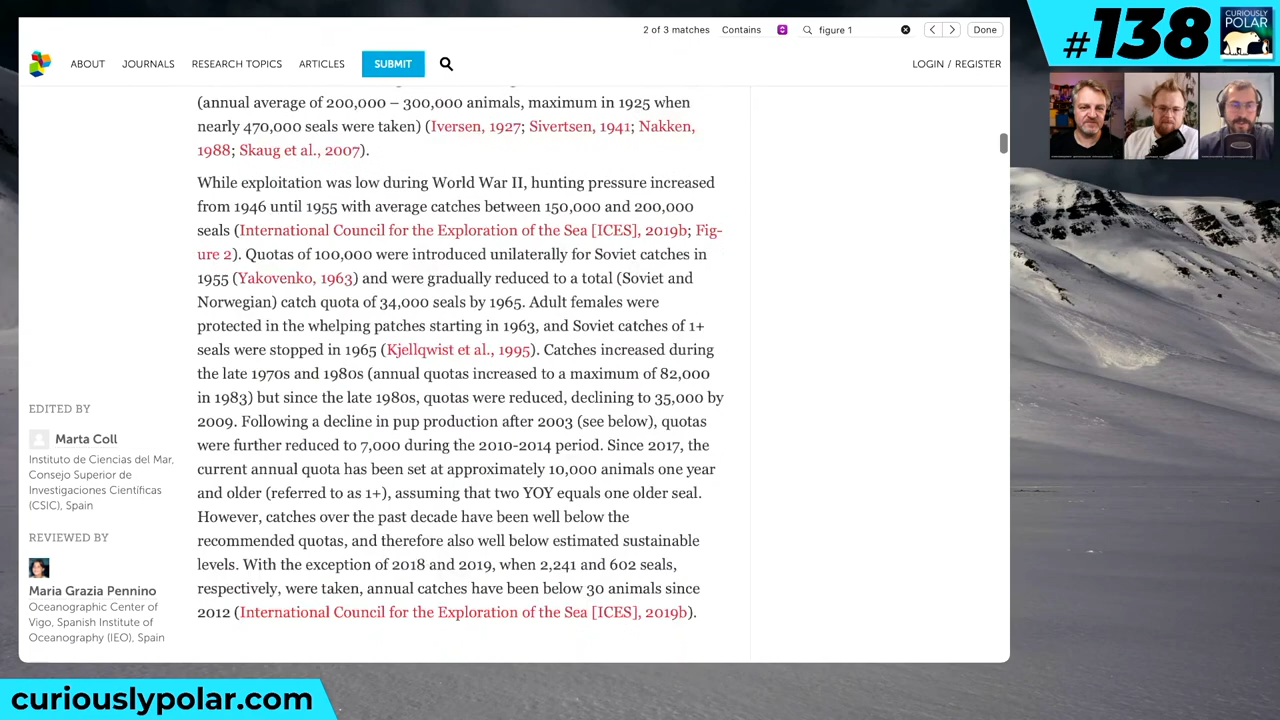 2 of 3 matches Contains figure 1 Done
#138
CURIOUSLY
POLAR
ABOUT JOURNALS RESEARCH TOPICS ARTICLES SUBMIT LOGIN / REGISTER
(annual average of 200,000 – 300,000 animals, maximum in 1925 when
nearly 470,000 seals were taken) (Iversen, 1927; Sivertsen, 1941; Nakken,
1988; Skaug et al., 2007).
While exploitation was low during World War II, hunting pressure increased
from 1946 until 1955 with average catches between 150,000 and 200,000
seals (International Council for the Exploration of the Sea [ICES], 2019b; Fig-
ure 2). Quotas of 100,000 were introduced unilaterally for Soviet catches in
1955 (Yakovenko, 1963) and were gradually reduced to a total (Soviet and
Norwegian) catch quota of 34,000 seals by 1965. Adult females were
protected in the whelping patches starting in 1963, and Soviet catches of 1+
seals were stopped in 1965 (Kjellqwist et al., 1995). Catches increased during
the late 1970s and 1980s (annual quotas increased to a maximum of 82,000
in 1983) but since the late 1980s, quotas were reduced, declining to 35,000 by
2009. Following a decline in pup production after 2003 (see below), quotas
were further reduced to 7,000 during the 2010-2014 period. Since 2017, the
current annual quota has been set at approximately 10,000 animals one year
and older (referred to as 1+), assuming that two YOY equals one older seal.
However, catches over the past decade have been well below the
recommended quotas, and therefore also well below estimated sustainable
levels. With the exception of 2018 and 2019, when 2,241 and 602 seals,
respectively, were taken, annual catches have been below 30 animals since
2012 (International Council for the Exploration of the Sea [ICES], 2019b).
EDITED BY
Marta Coll
Instituto de Ciencias del Mar,
Consejo Superior de
Investigaciones Científicas
(CSIC), Spain
REVIEWED BY
Maria Grazia Pennino
Oceanographic Center of
Vigo, Spanish Institute of
Oceanography (IEO), Spain
curiouslypolar.com